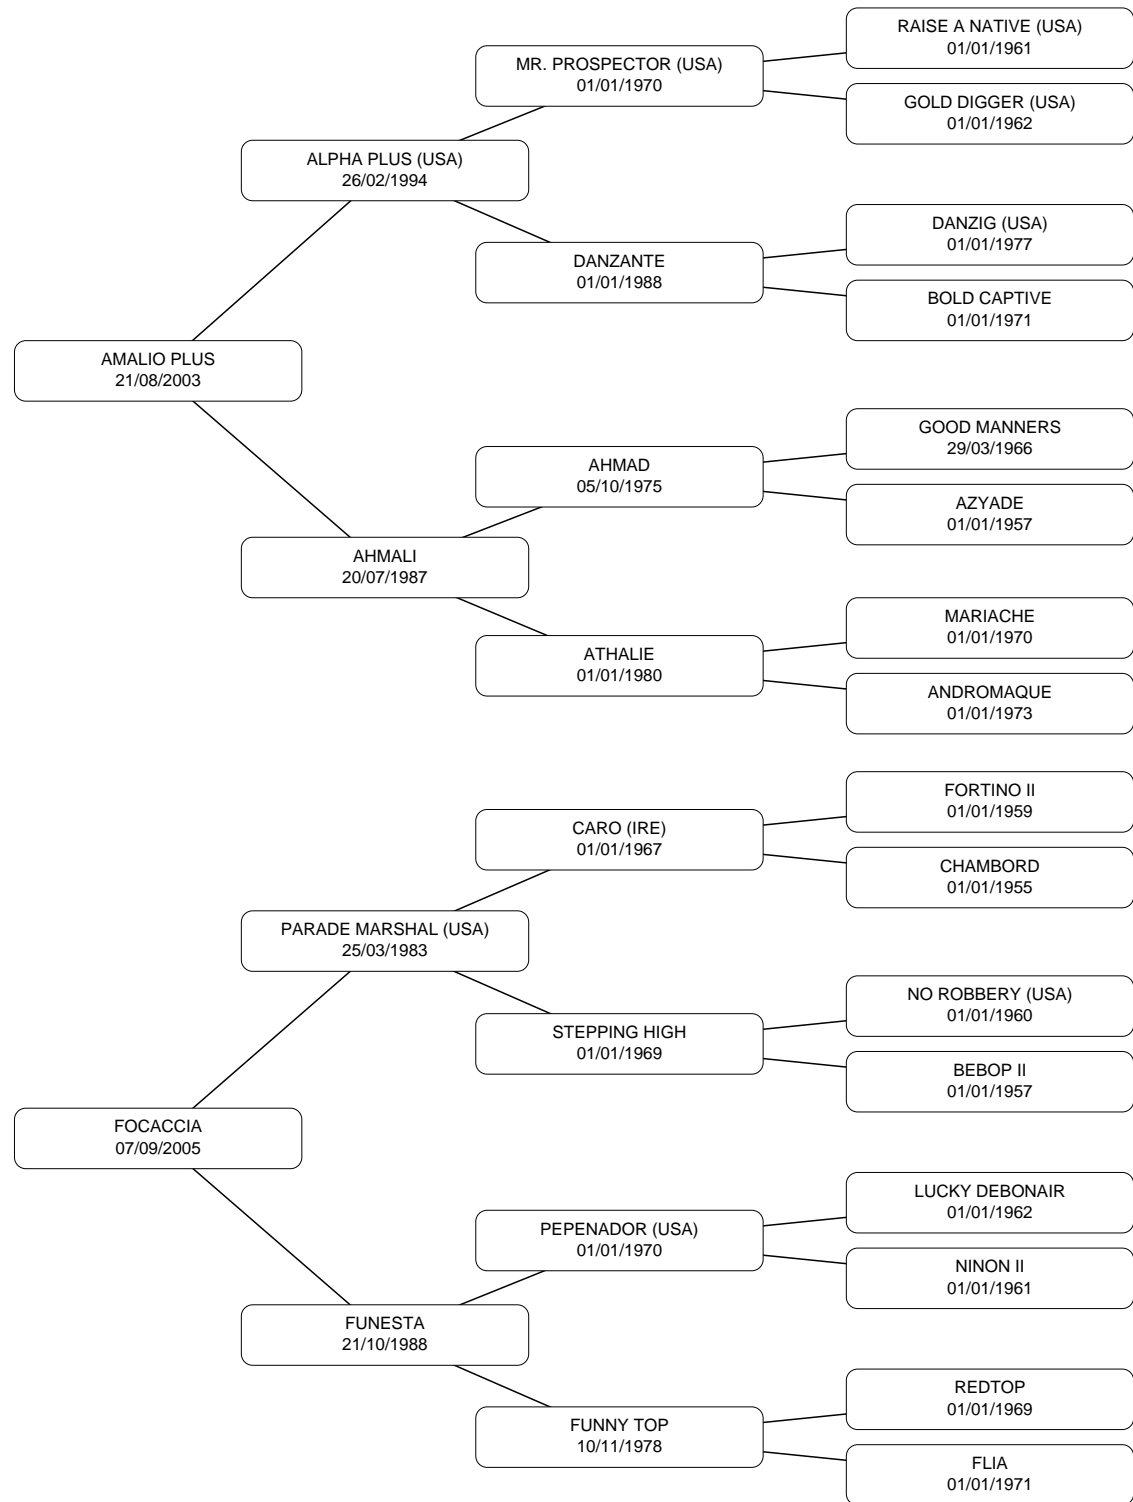 RAISE A NATIVE (USA)
01/01/1961
MR. PROSPECTOR (USA)
01/01/1970
GOLD DIGGER (USA)
01/01/1962
ALPHA PLUS (USA)
26/02/1994
DANZIG (USA)
01/01/1977
DANZANTE
01/01/1988
BOLD CAPTIVE
01/01/1971
AMALIO PLUS
21/08/2003
GOOD MANNERS
29/03/1966
AHMAD
05/10/1975
AZYADE
01/01/1957
AHMALI
20/07/1987
MARIACHE
01/01/1970
ATHALIE
01/01/1980
ANDROMAQUE
01/01/1973
FORTINO II
01/01/1959
CARO (IRE)
01/01/1967
CHAMBORD
01/01/1955
PARADE MARSHAL (USA)
25/03/1983
NO ROBBERY (USA)
01/01/1960
STEPPING HIGH
01/01/1969
BEBOP II
01/01/1957
FOCACCIA
07/09/2005
LUCKY DEBONAIR
01/01/1962
PEPENADOR (USA)
01/01/1970
NINON II
01/01/1961
FUNESTA
21/10/1988
REDTOP
01/01/1969
FUNNY TOP
10/11/1978
FLIA
01/01/1971